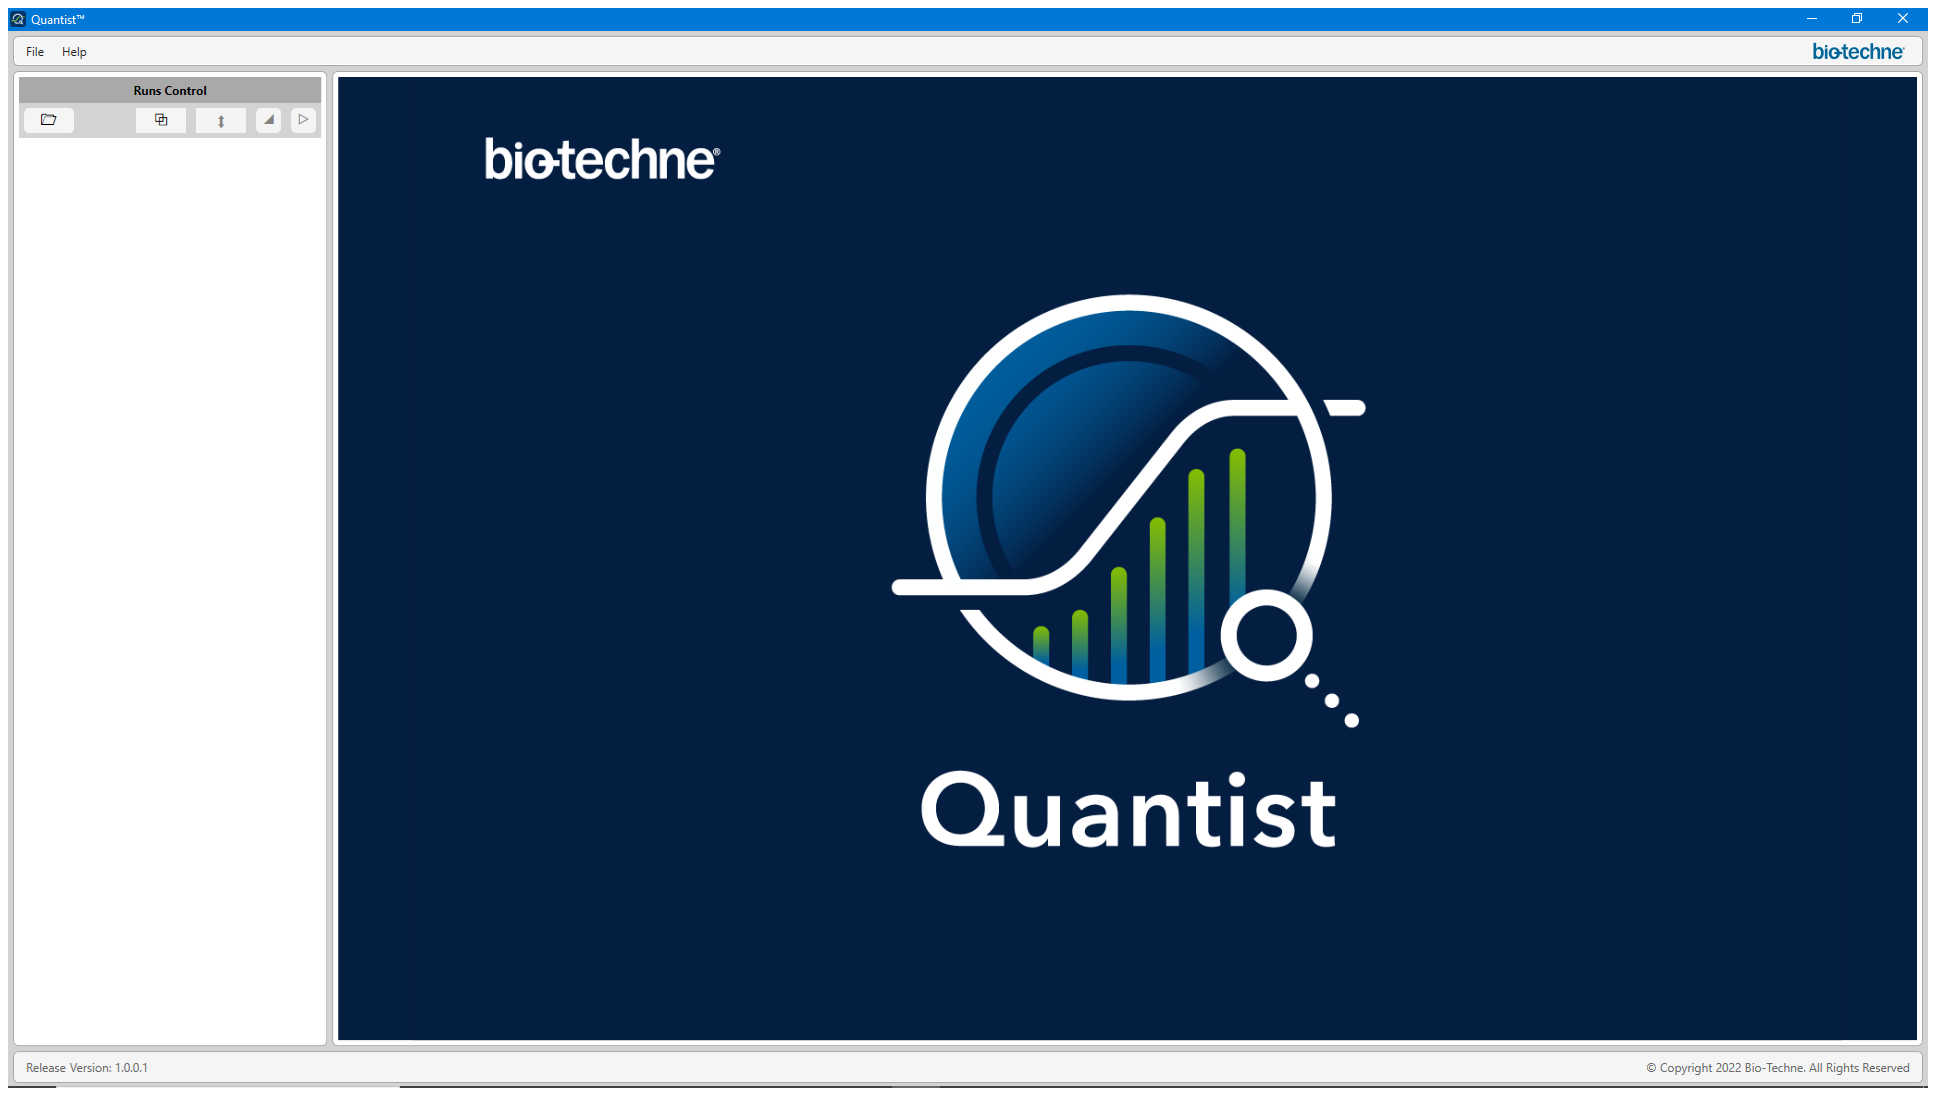 Quantist™
File Help
bio-techne®
Runs Control
bio-techne®
Quantist
Release Version: 1.0.0.1
© Copyright 2022 Bio-Techne. All Rights Reserved